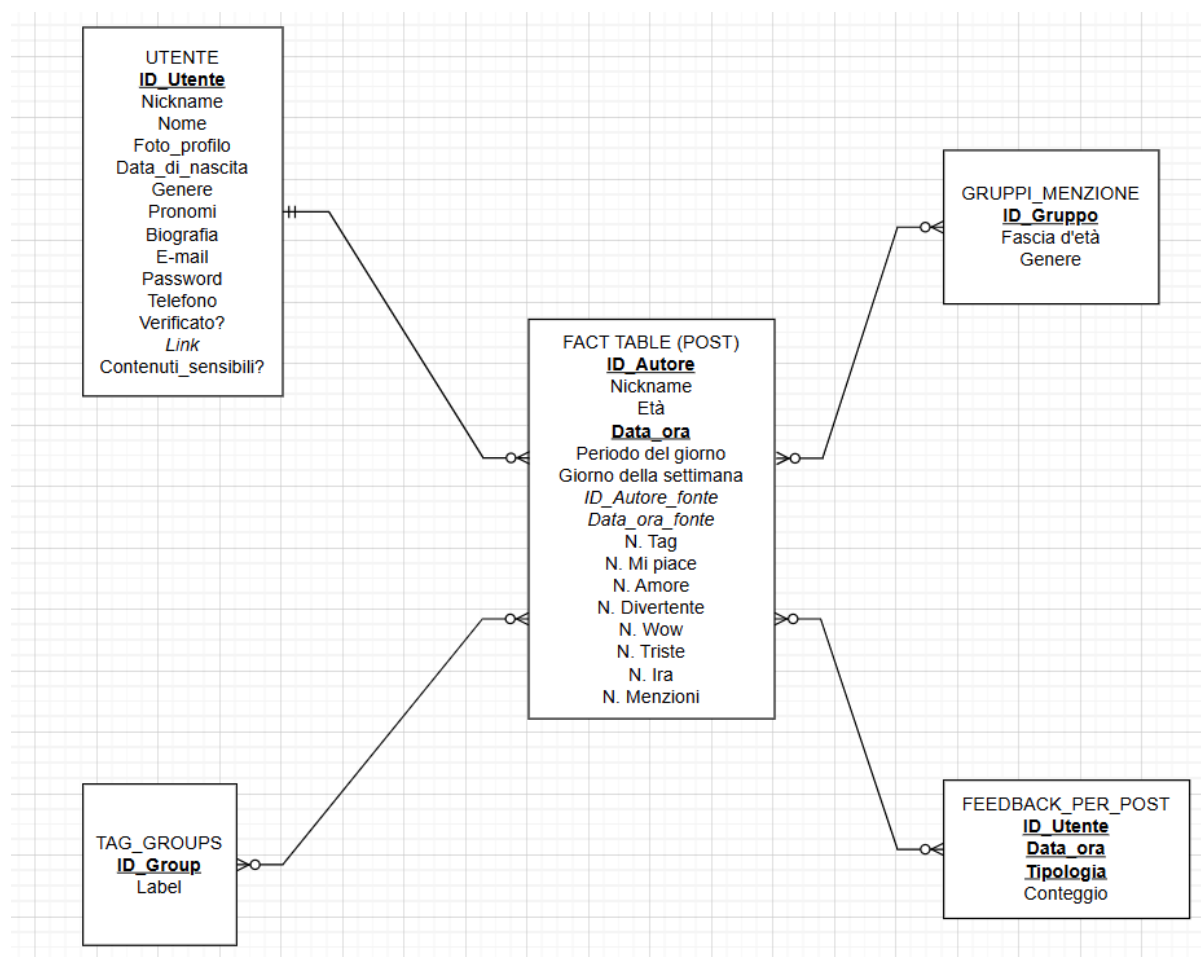 UTENTE
ID_Utente
Nickname
Nome
Foto_profilo
Data_di_nascita
Genere
Pronomi
Biografia
E-mail
Password
Telefono
Verificato?
Link
Contenuti_sensibili?
GRUPPI_MENZIONE
ID_Gruppo
Fascia d'età
Genere
FACT TABLE (POST)
ID_Autore
Nickname
Età
Data_ora
Periodo del giorno
Giorno della settimana
ID_Autore_fonte
Data_ora_fonte
N. Tag
N. Mi piace
N. Amore
N. Divertente
N. Wow
N. Triste
N. Ira
N. Menzioni
TAG_GROUPS
ID_Group
Label
FEEDBACK_PER_POST
ID_Utente
Data_ora
Tipologia
Conteggio